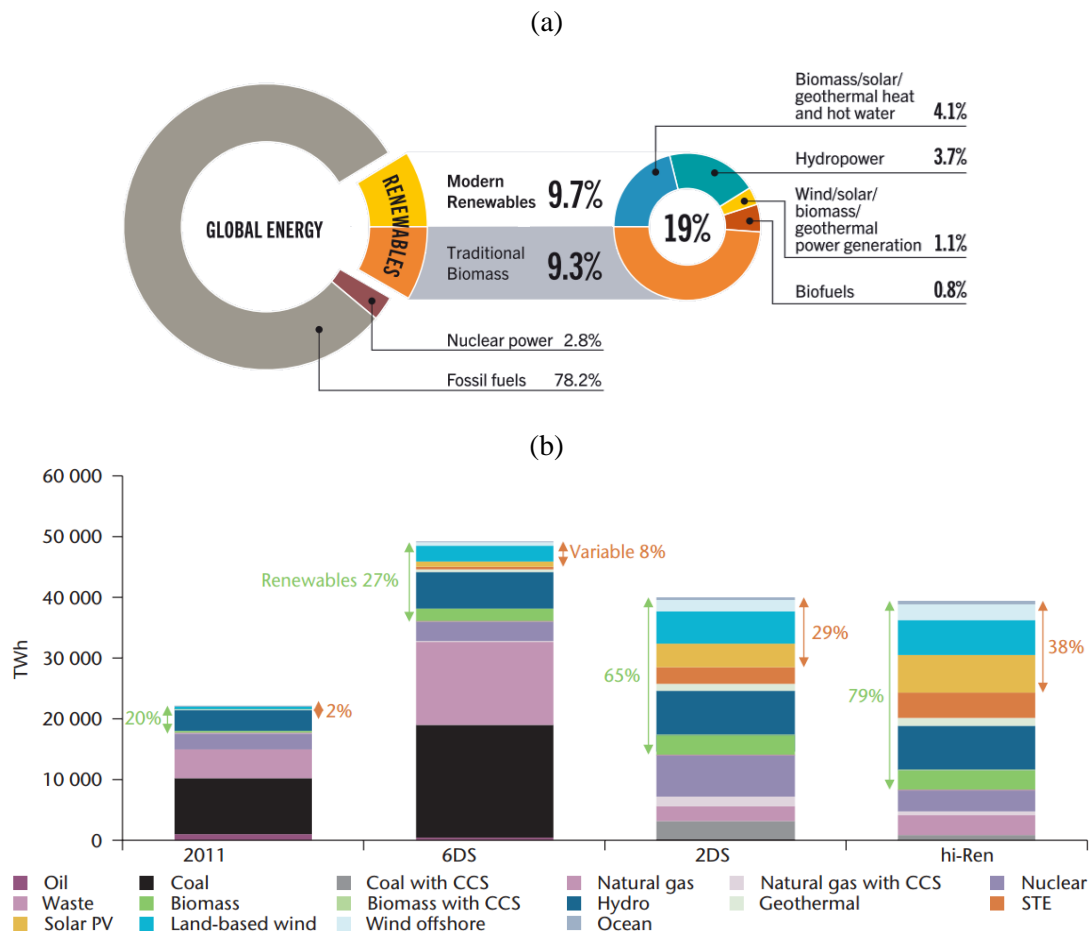 (a)
GLOBAL ENERGY
RENEWABLES
Modern
Renewables 9.7%
Traditional
Biomass 9.3%
Nuclear power 2.8%
Fossil fuels 78.2%
19%
Biomass/solar/
geothermal heat
and hot water 4.1%
Hydropower 3.7%
Wind/solar/
biomass/
geothermal
power generation 1.1%
Biofuels 0.8%
(b)
TWh
60 000
50 000
40 000
30 000
20 000
10 000
0
20%
2%
Renewables 27%
Variable 8%
65%
29%
79%
38%
2011 6DS 2DS hi-Ren
Oil Coal Coal with CCS Natural gas Natural gas with CCS Nuclear
Waste Biomass Biomass with CCS Hydro Geothermal STE
Solar PV Land-based wind Wind offshore Ocean